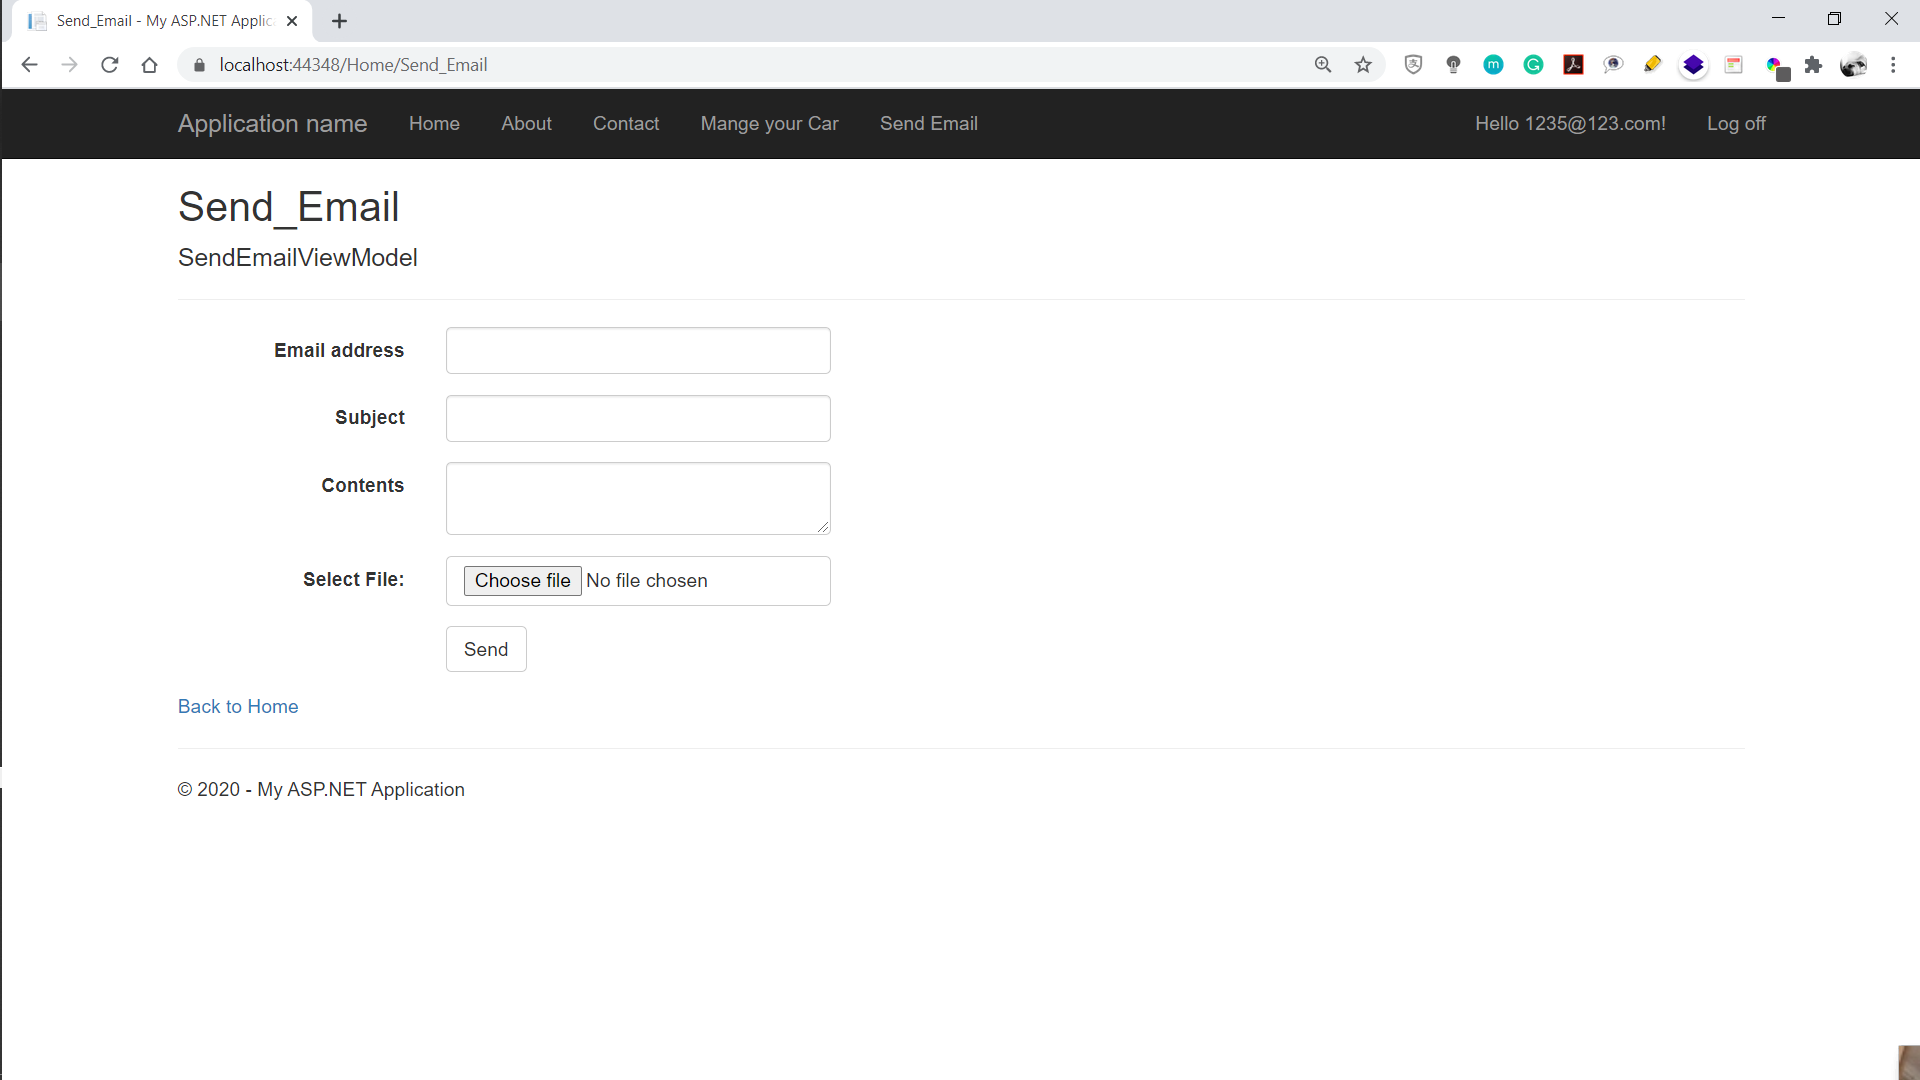 Send_Email - My ASP.NET Applic
localhost:44348/Home/Send_Email
Application name Home About Contact Mange your Car Send Email Hello 1235@123.com! Log off
Send_Email
SendEmailViewModel
Email address
Subject
Contents
Select File: Choose file No file chosen
Send
Back to Home
© 2020 - My ASP.NET Application